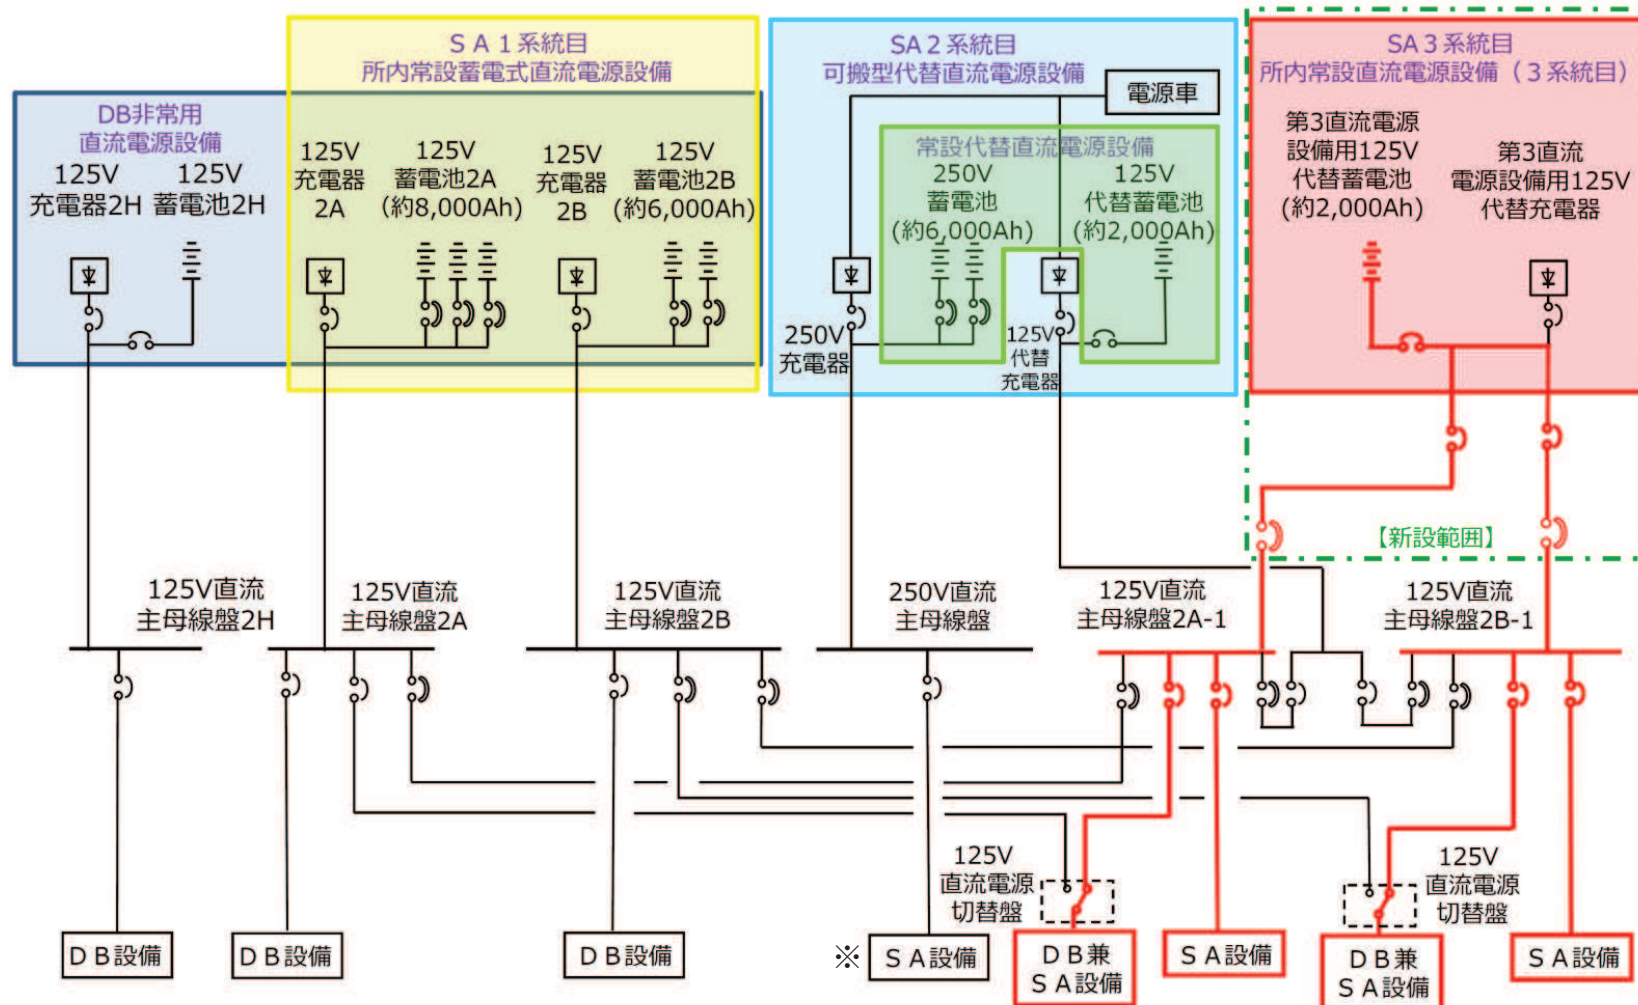 ＳＡ１系統目
所内常設蓄電式直流電源設備
SA２系統目
可搬型代替直流電源設備
SA３系統目
所内常設直流電源設備（３系統目）
電源車
DB非常用
直流電源設備
125V
充電器2H
125V
蓄電池2H
125V
充電器
2A
125V
蓄電池2A
(約8,000Ah)
125V
充電器
2B
125V
蓄電池2B
(約6,000Ah)
常設代替直流電源設備
250V
蓄電池
(約6,000Ah)
125V
代替蓄電池
(約2,000Ah)
第3直流電源
設備用125V
代替蓄電池
(約2,000Ah)
第3直流
電源設備用125V
代替充電器
250V
充電器
125V
代替
充電器
【新設範囲】
125V直流
主母線盤2H
125V直流
主母線盤2A
125V直流
主母線盤2B
250V直流
主母線盤
125V直流
主母線盤2A-1
125V直流
主母線盤2B-1
125V
直流電源
切替盤
125V
直流電源
切替盤
ＤＢ設備
ＤＢ設備
ＤＢ設備
※
ＳＡ設備
ＤＢ兼
ＳＡ設備
ＳＡ設備
ＤＢ兼
ＳＡ設備
ＳＡ設備